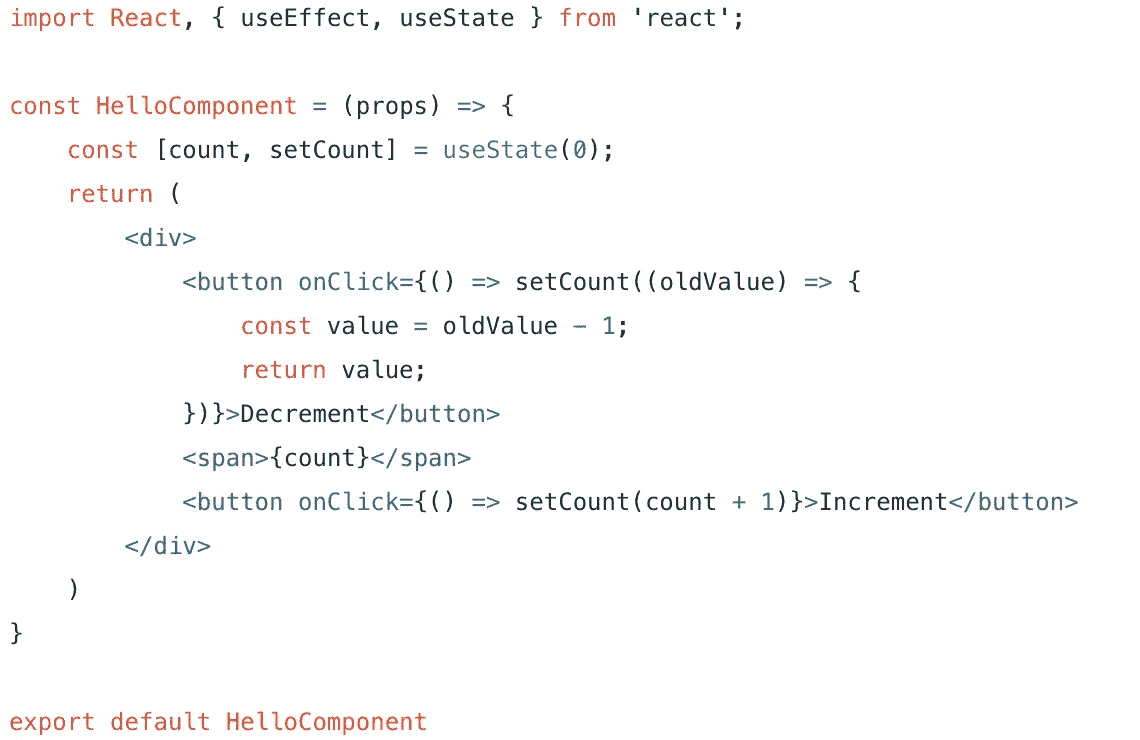 import React, { useEffect, useState } from 'react';

const HelloComponent = (props) => {
    const [count, setCount] = useState(0);
    return (
        <div>
            <button onClick={() => setCount((oldValue) => {
                const value = oldValue - 1;
                return value;
            })}>Decrement</button>
            <span>{count}</span>
            <button onClick={() => setCount(count + 1)}>Increment</button>
        </div>
    )
}

export default HelloComponent